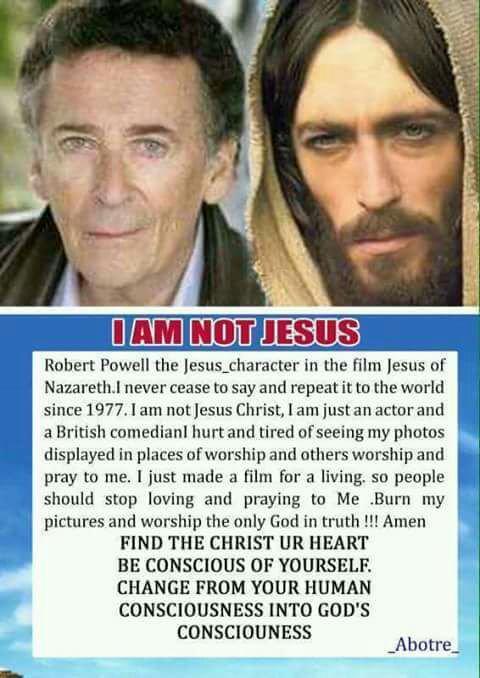 I AM NOT JESUS
Robert Powell the Jesus_character in the film Jesus of
Nazareth.I never cease to say and repeat it to the world
since 1977. I am not Jesus Christ, I am just an actor and
a British comedianI hurt and tired of seeing my photos
displayed in places of worship and others worship and
pray to me. I just made a film for a living. so people
should stop loving and praying to Me .Burn my
pictures and worship the only God in truth !!! Amen
FIND THE CHRIST UR HEART
BE CONSCIOUS OF YOURSELF.
CHANGE FROM YOUR HUMAN
CONSCIOUSNESS INTO GOD'S
CONSCIOUNESS
_Abotre_